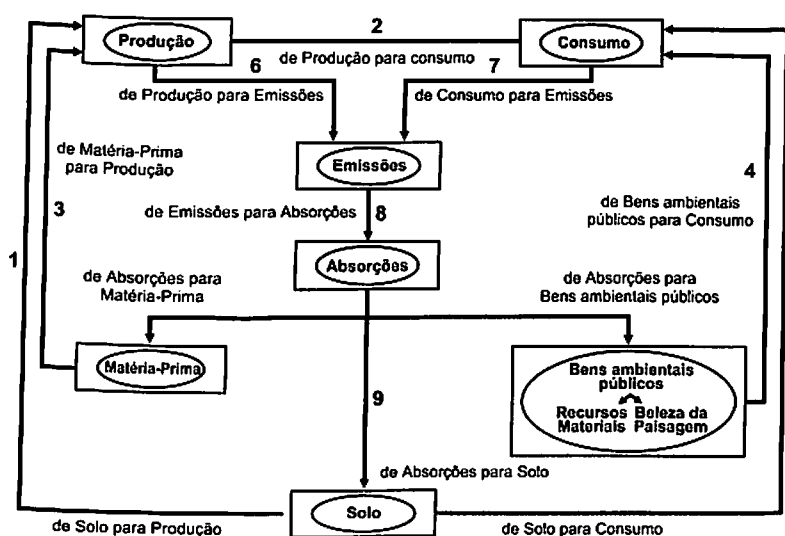 2
Produção
Consumo
de Produção para consumo
6
7
de Produção para Emissões
de Consumo para Emissões
de Matéria-Prima
para Produção
Emissões
4
3
de Emissões para Absorções
8
de Bens ambientais
públicos para Consumo
1
Absorções
de Absorções para
Matéria-Prima
de Absorções para
Bens ambientais públicos
Matéria-Prima
Bens ambientais
públicos
Recursos Beleza da
Materiais Paisagem
9
de Absorções para Solo
Solo
de Solo para Produção
de Solo para Consumo